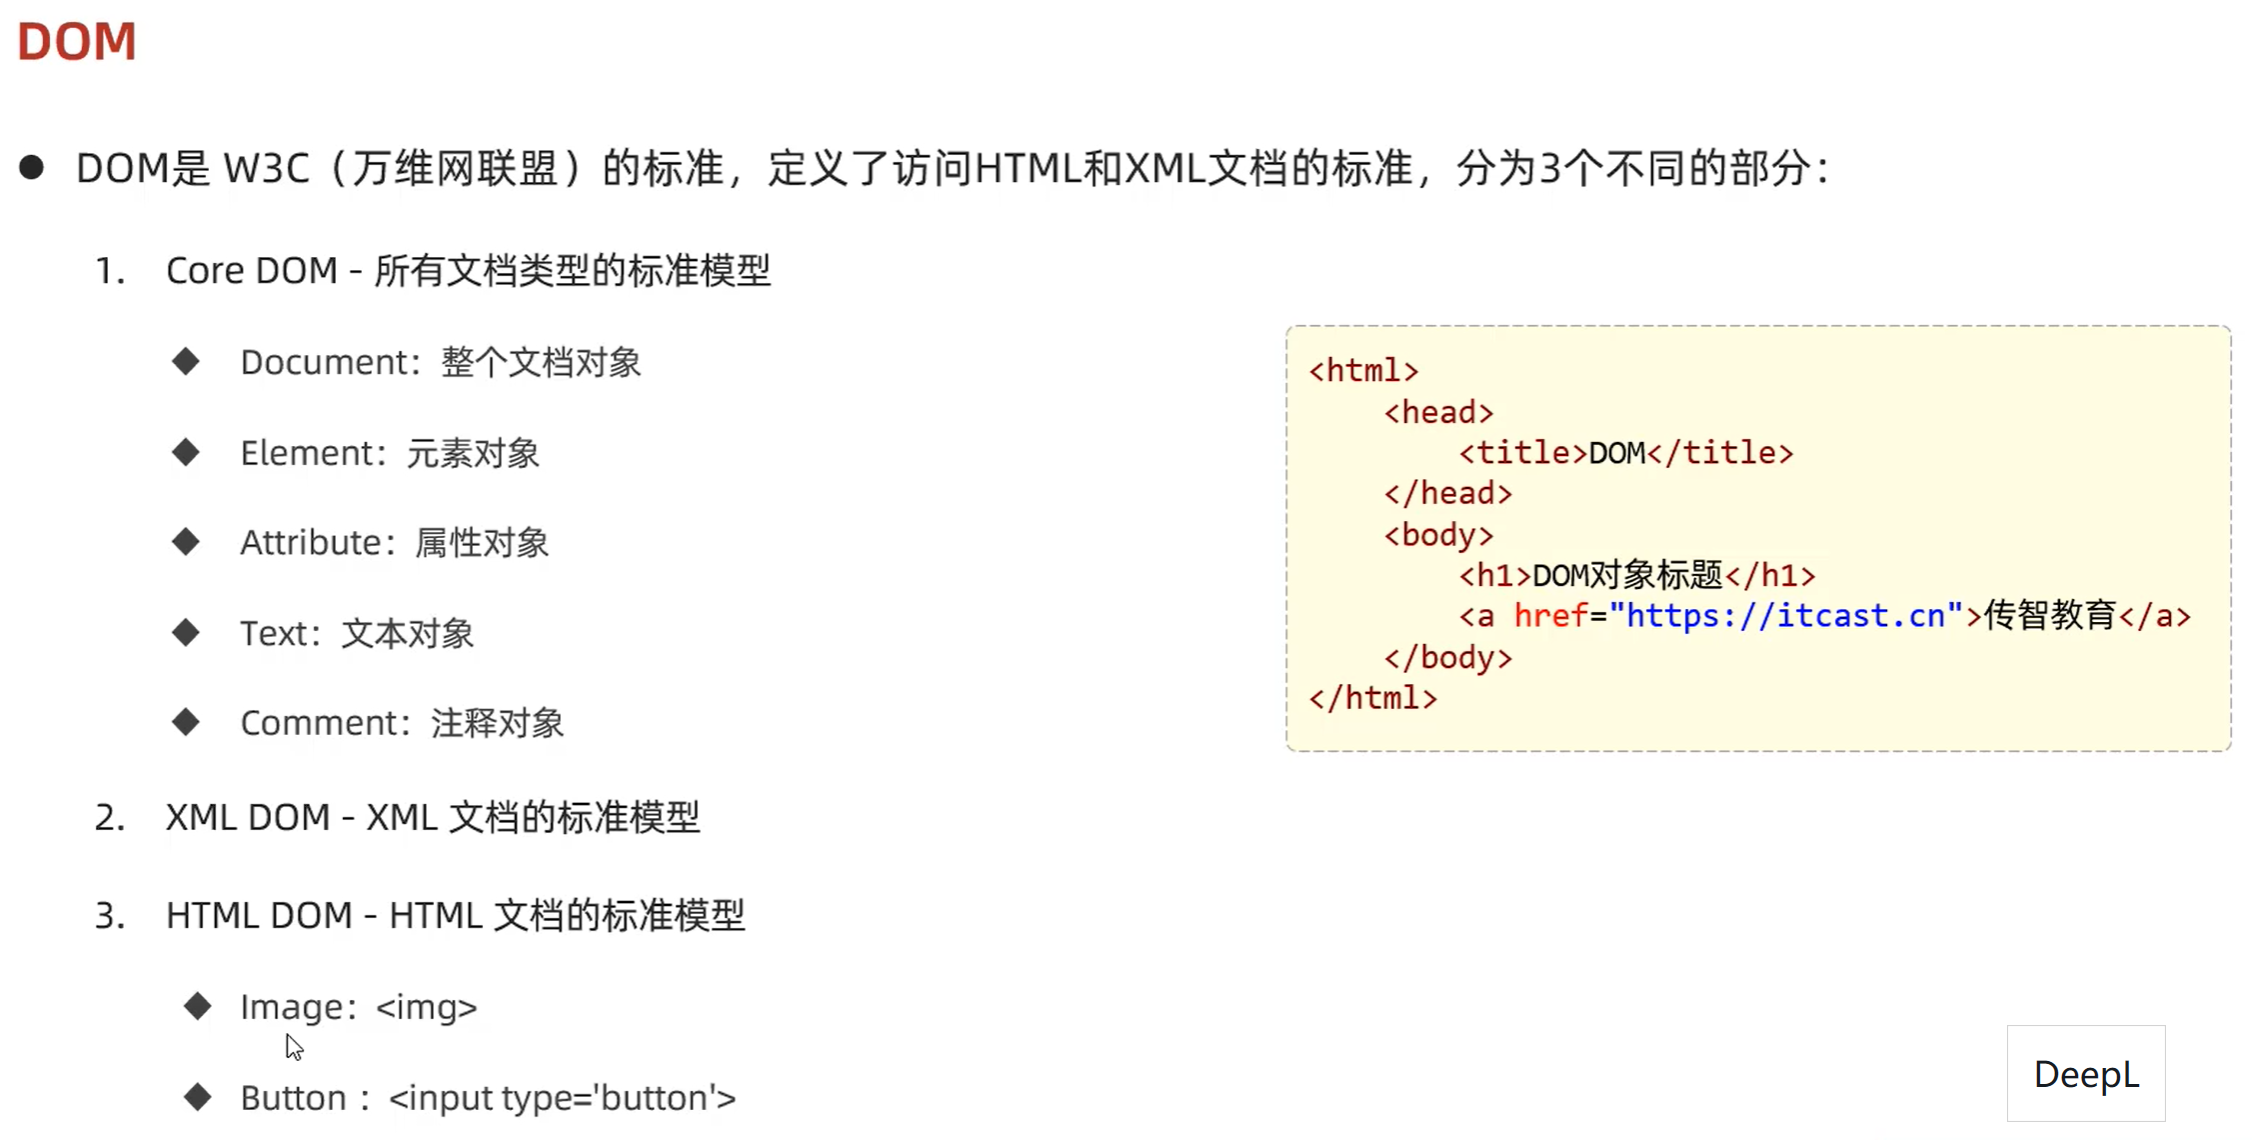 DOM
● DOM是 W3C（万维网联盟）的标准，定义了访问HTML和XML文档的标准，分为3个不同的部分：
1. Core DOM - 所有文档类型的标准模型
◆ Document：整个文档对象
◆ Element：元素对象
◆ Attribute：属性对象
◆ Text：文本对象
◆ Comment：注释对象
2. XML DOM - XML 文档的标准模型
3. HTML DOM - HTML 文档的标准模型
◆ Image：<img>
◆ Button ：<input type='button'>
<html>
<head>
<title>DOM</title>
</head>
<body>
<h1>DOM对象标题</h1>
<a href="https://itcast.cn">传智教育</a>
</body>
</html>
DeepL